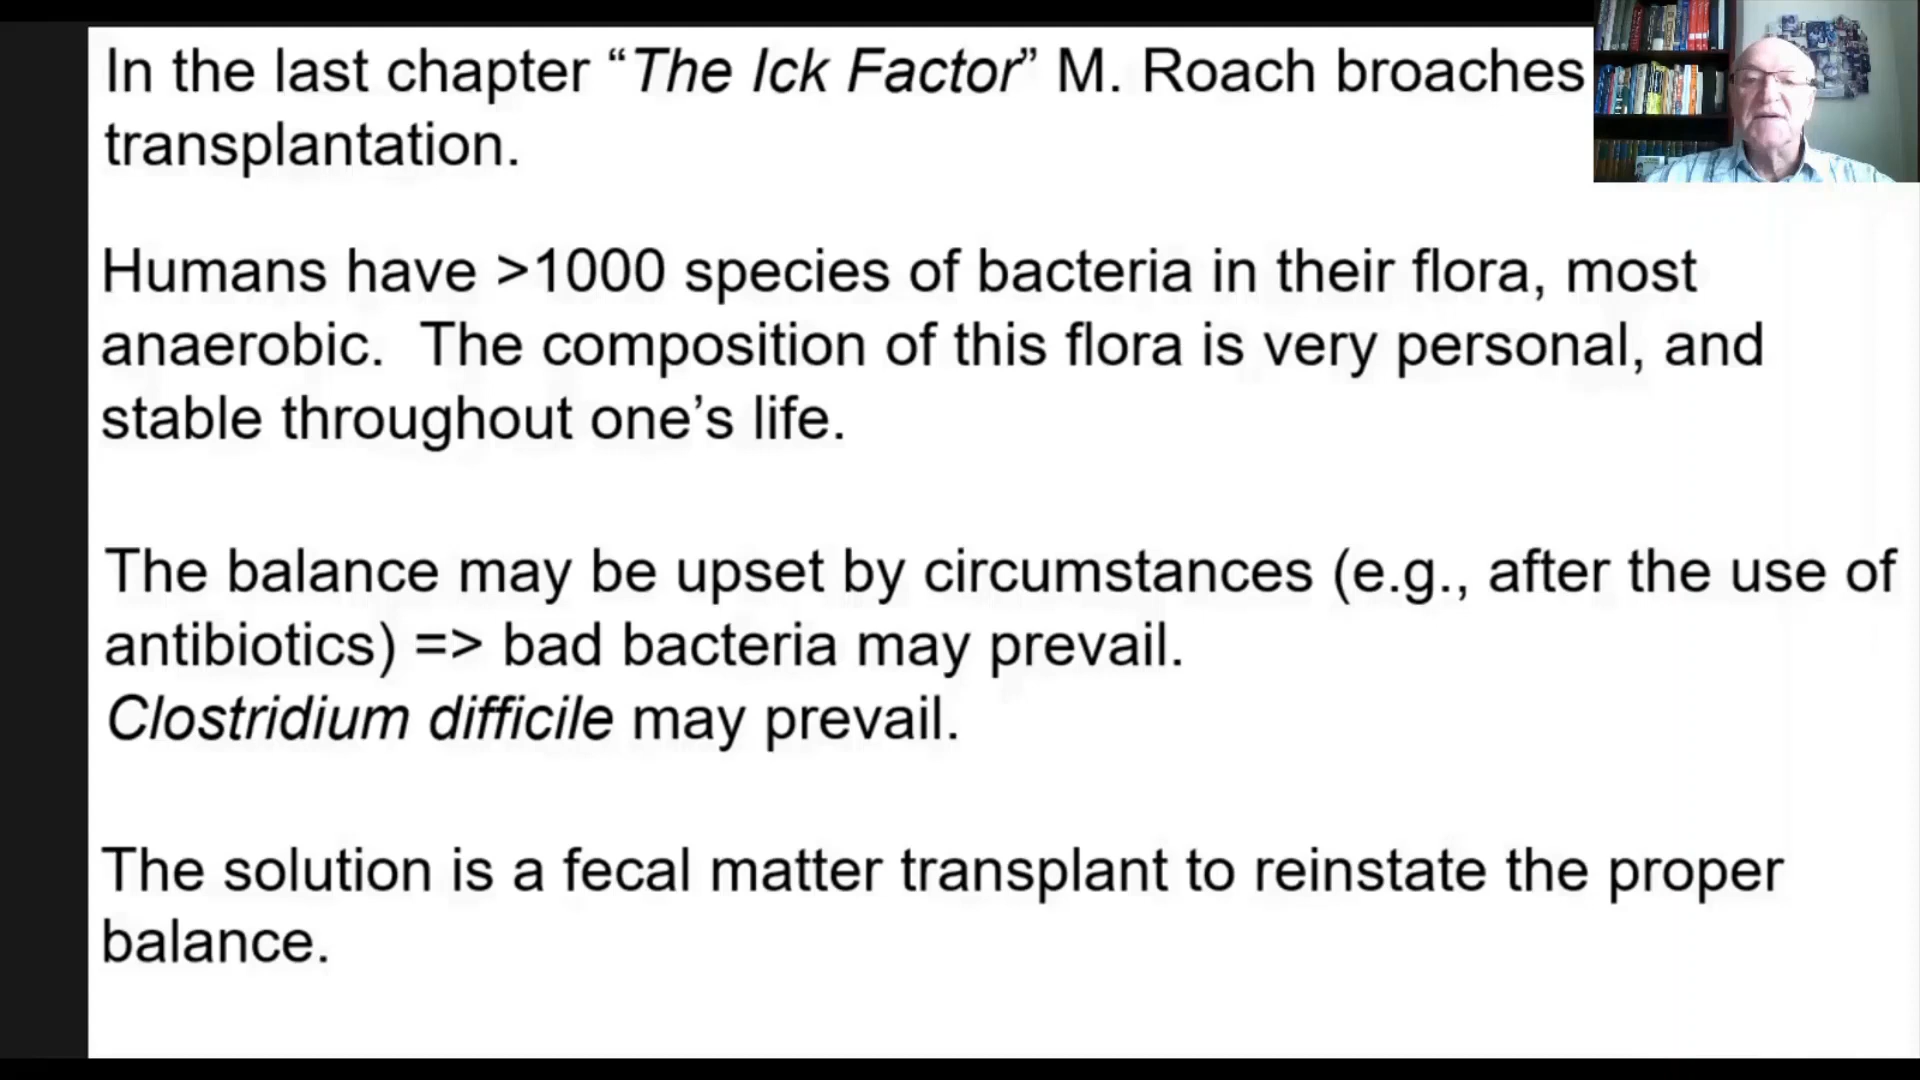 In the last chapter “The Ick Factor” M. Roach broaches
transplantation.
Humans have >1000 species of bacteria in their flora, most
anaerobic. The composition of this flora is very personal, and
stable throughout one’s life.
The balance may be upset by circumstances (e.g., after the use of
antibiotics) => bad bacteria may prevail.
Clostridium difficile may prevail.
The solution is a fecal matter transplant to reinstate the proper
balance.